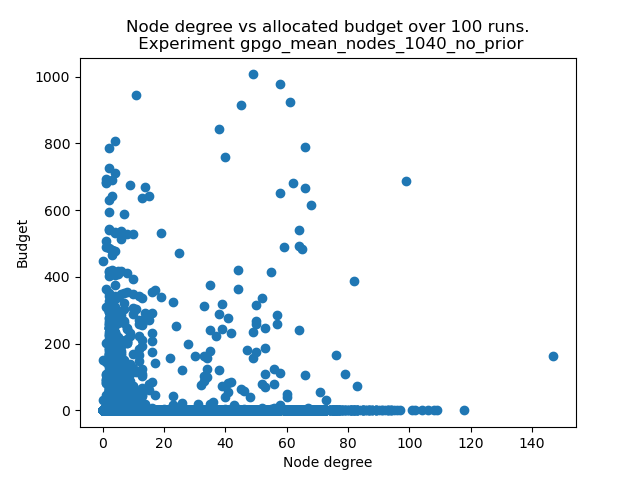 Node degree vs allocated budget over 100 runs.
Experiment gpgo_mean_nodes_1040_no_prior
1000
800
600
400
200
0
Budget
0 20 40 60 80 100 120 140
Node degree